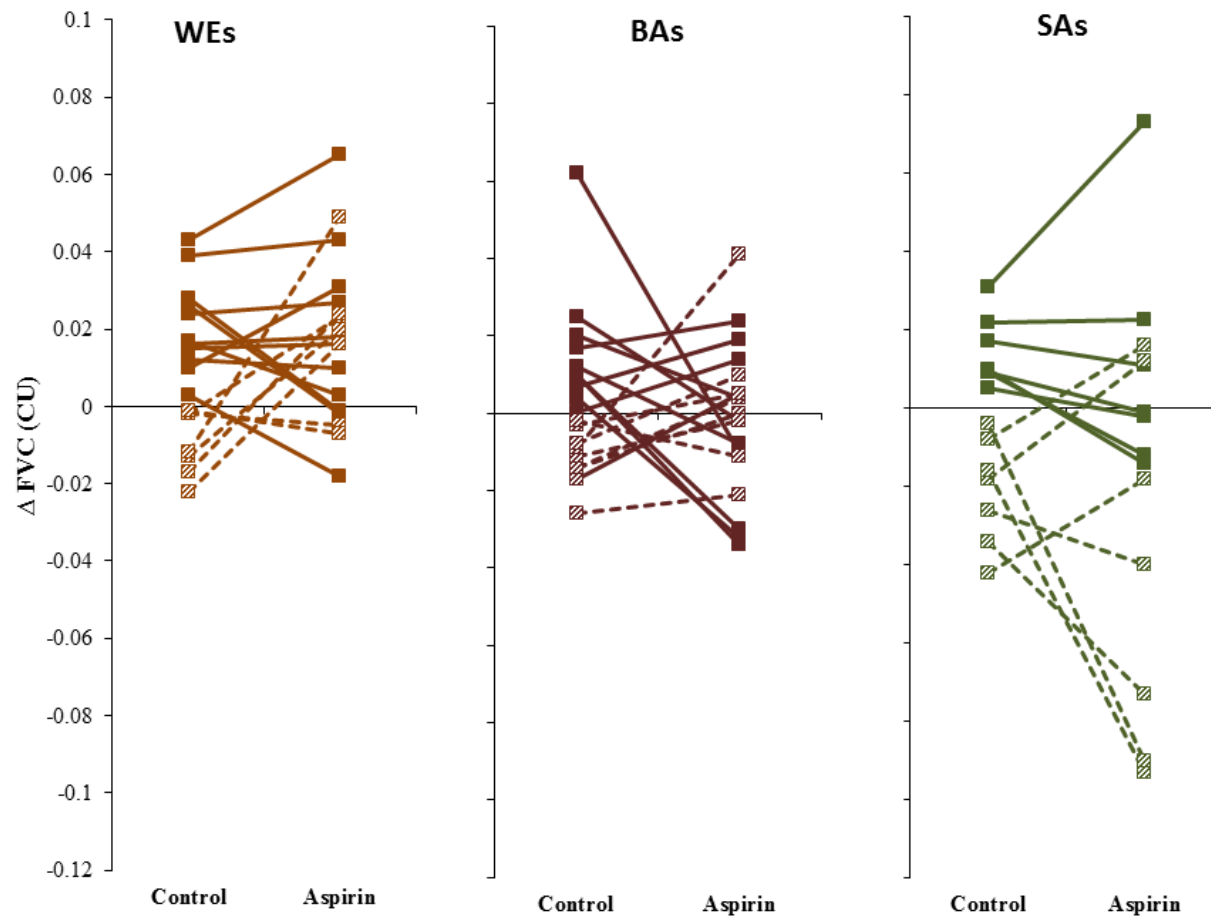 WEs
BAs
SAs
Δ FVC (CU)
0.1
0.08
0.06
0.04
0.02
0
-0.02
-0.04
-0.06
-0.08
-0.1
-0.12
Control Aspirin
Control Aspirin
Control Aspirin